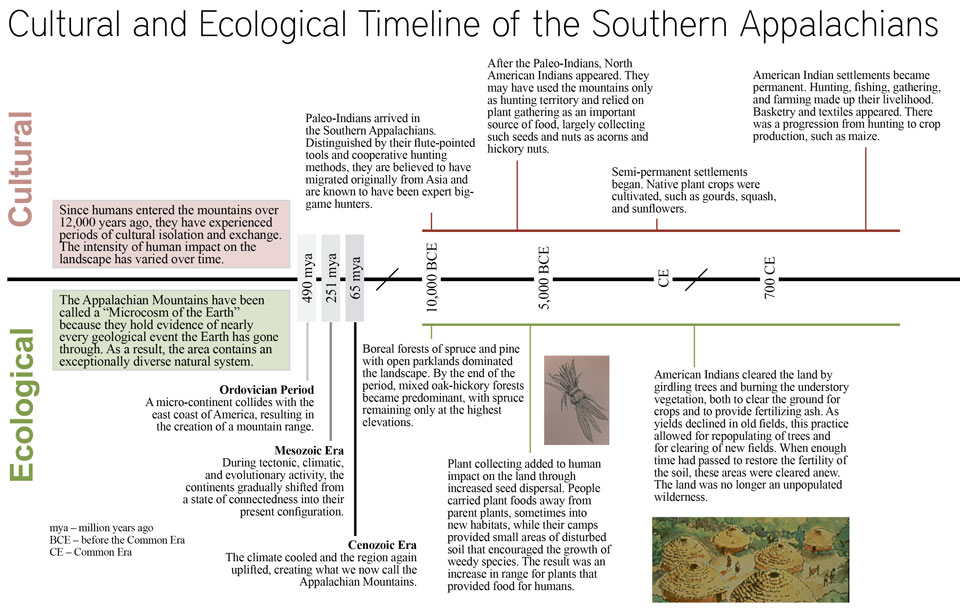 Cultural and Ecological Timeline of the Southern Appalachians
Cultural
Since humans entered the mountains over
12,000 years ago, they have experienced
periods of cultural isolation and exchange.
The intensity of human impact on the
landscape has varied over time.
Paleo-Indians arrived in
the Southern Appalachians.
Distinguished by their flute-pointed
tools and cooperative hunting
methods, they are believed to have
migrated originally from Asia and
are known to have been expert big-
game hunters.
After the Paleo-Indians, North
American Indians appeared. They
may have used the mountains only
as hunting territory and relied on
plant gathering as an important
source of food, largely collecting
such seeds and nuts as acorns and
hickory nuts.
Semi-permanent settlements
began. Native plant crops were
cultivated, such as gourds, squash,
and sunflowers.
American Indian settlements became
permanent. Hunting, fishing, gathering,
and farming made up their livelihood.
Basketry and textiles appeared. There
was a progression from hunting to crop
production, such as maize.
490 mya
251 mya
65 mya
10,000 BCE
5,000 BCE
CE
700 CE
Ecological
The Appalachian Mountains have been
called a “Microcosm of the Earth”
because they hold evidence of nearly
every geological event the Earth has gone
through. As a result, the area contains an
exceptionally diverse natural system.
Ordovician Period
A micro-continent collides with the
east coast of America, resulting in
the creation of a mountain range.
Mesozoic Era
During tectonic, climatic,
and evolutionary activity, the
continents gradually shifted from
a state of connectedness into their
present configuration.
Cenozoic Era
The climate cooled and the region again
uplifted, creating what we now call the
Appalachian Mountains.
Boreal forests of spruce and pine
with open parklands dominated
the landscape. By the end of the
period, mixed oak-hickory forests
became predominant, with spruce
remaining only at the highest
elevations.
Plant collecting added to human
impact on the land through
increased seed dispersal. People
carried plant foods away from
parent plants, sometimes into
new habitats, while their camps
provided small areas of disturbed
soil that encouraged the growth of
weedy species. The result was an
increase in range for plants that
provided food for humans.
American Indians cleared the land by
girdling trees and burning the understory
vegetation, both to clear the ground for
crops and to provide fertilizing ash. As
yields declined in old fields, this practice
allowed for repopulating of trees and
for clearing of new fields. When enough
time had passed to restore the fertility of
the soil, these areas were cleared anew.
The land was no longer an unpopulated
wilderness.
mya – million years ago
BCE – before the Common Era
CE – Common Era